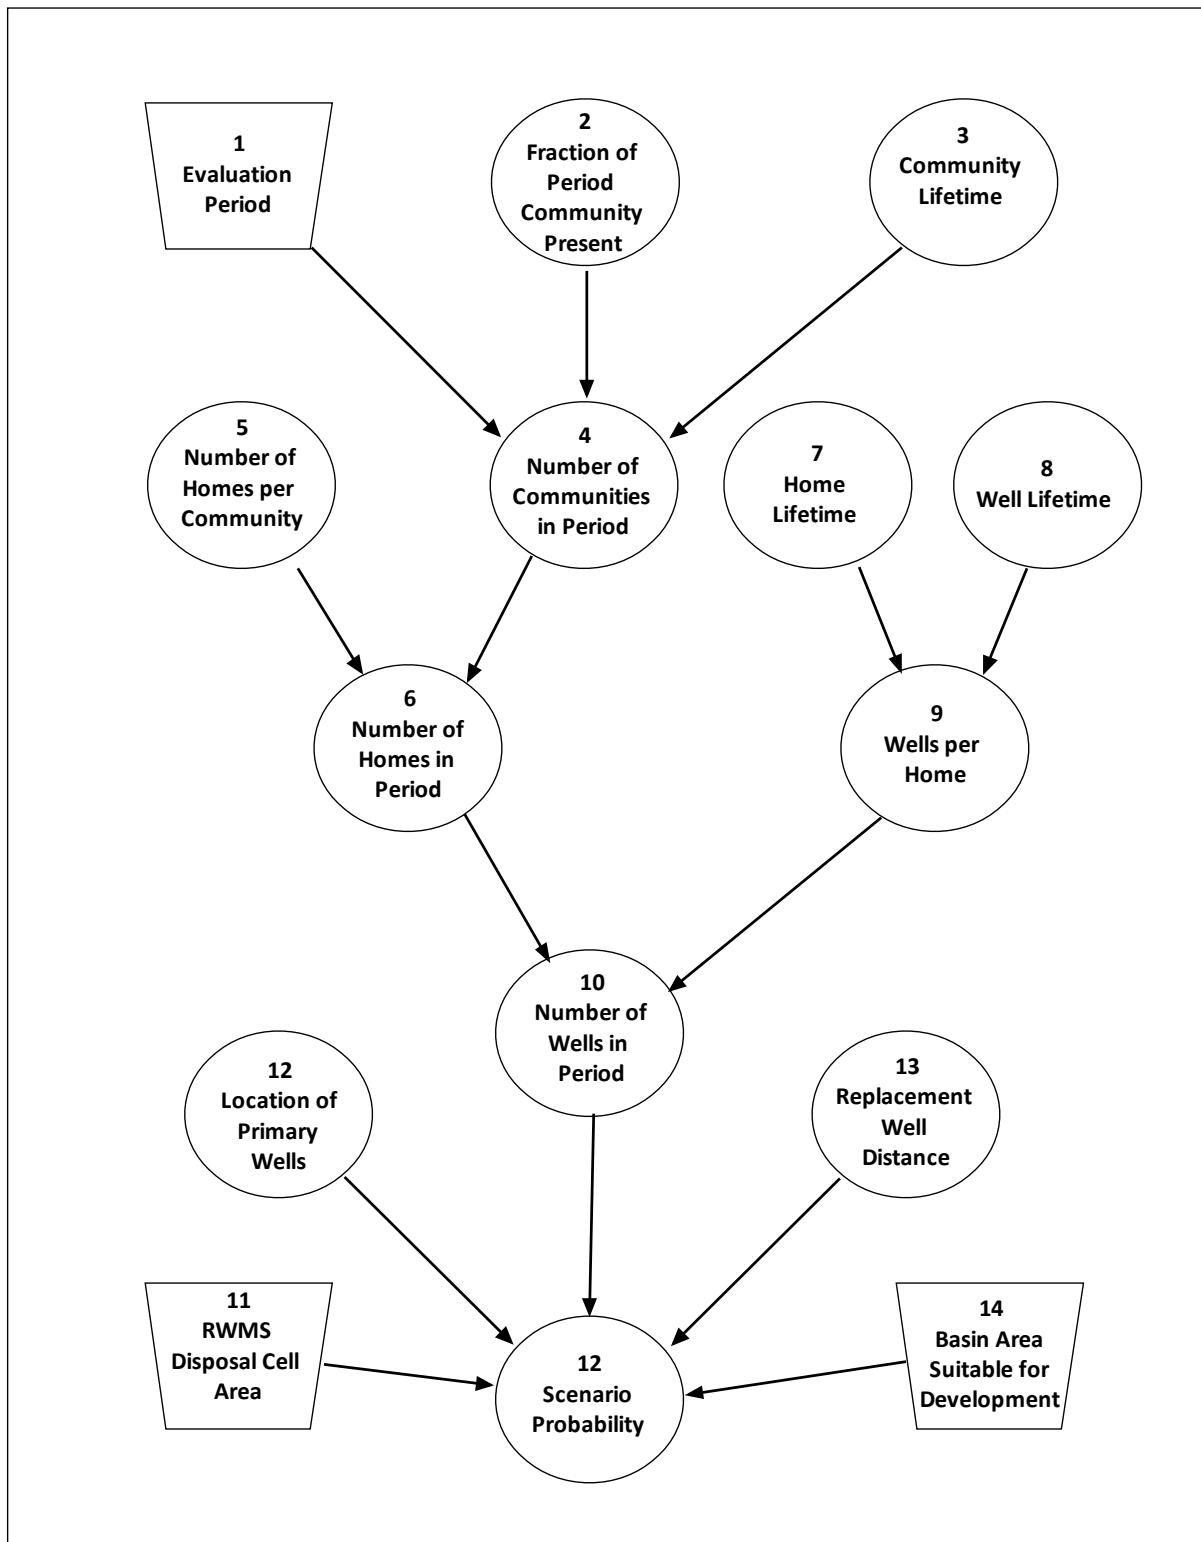 1
Evaluation
Period
2
Fraction of
Period
Community
Present
3
Community
Lifetime
5
Number of
Homes per
Community
4
Number of
Communities
in Period
7
Home
Lifetime
8
Well Lifetime
6
Number of
Homes in
Period
9
Wells per
Home
10
Number of
Wells in
Period
12
Location of
Primary
Wells
13
Replacement
Well
Distance
11
RWMS
Disposal Cell
Area
12
Scenario
Probability
14
Basin Area
Suitable for
Development